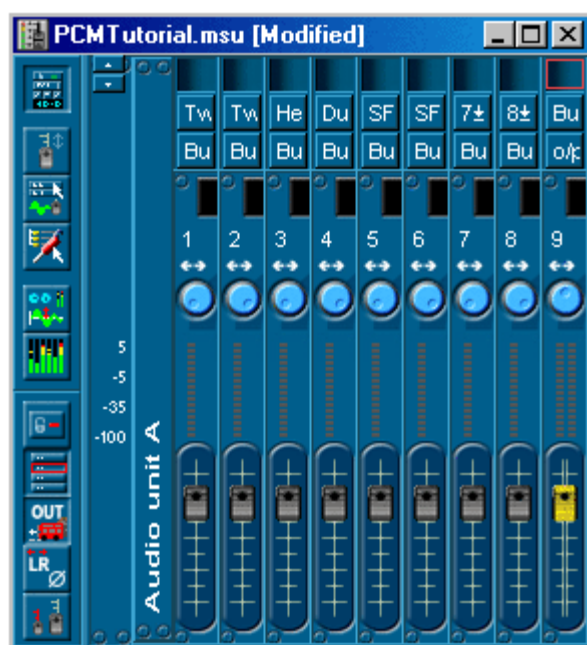 PCMTutorial.msu [Modified]
Tw Tw He Du SF SF 7± 8± Bu
Bu Bu Bu Bu Bu Bu Bu Bu o/p
1 2 3 4 5 6 7 8 9
5
-5
-35
-100
Audio unit A
OUT
LR